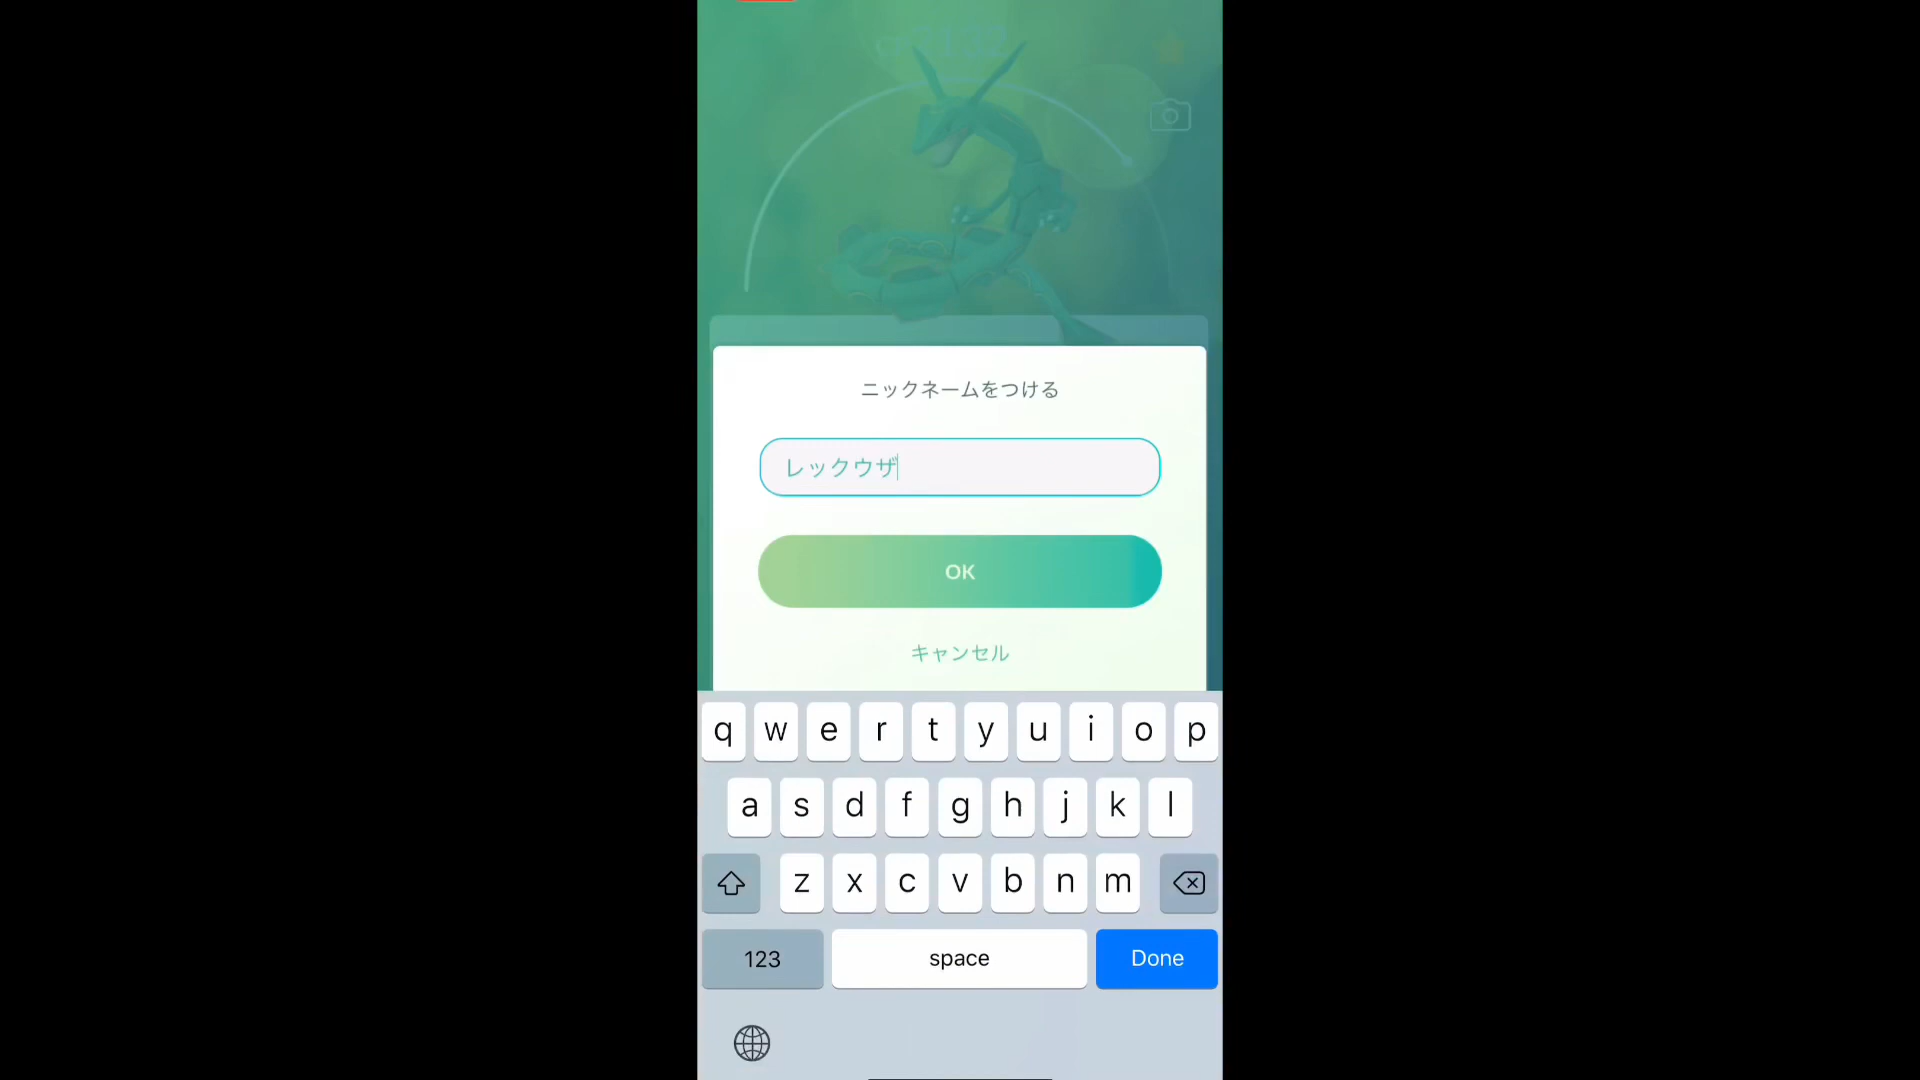 ニックネームをつける
レックウザ
OK
キャンセル
q w e r t y u i o p
a s d f g h j k l
z x c v b n m
123 space Done